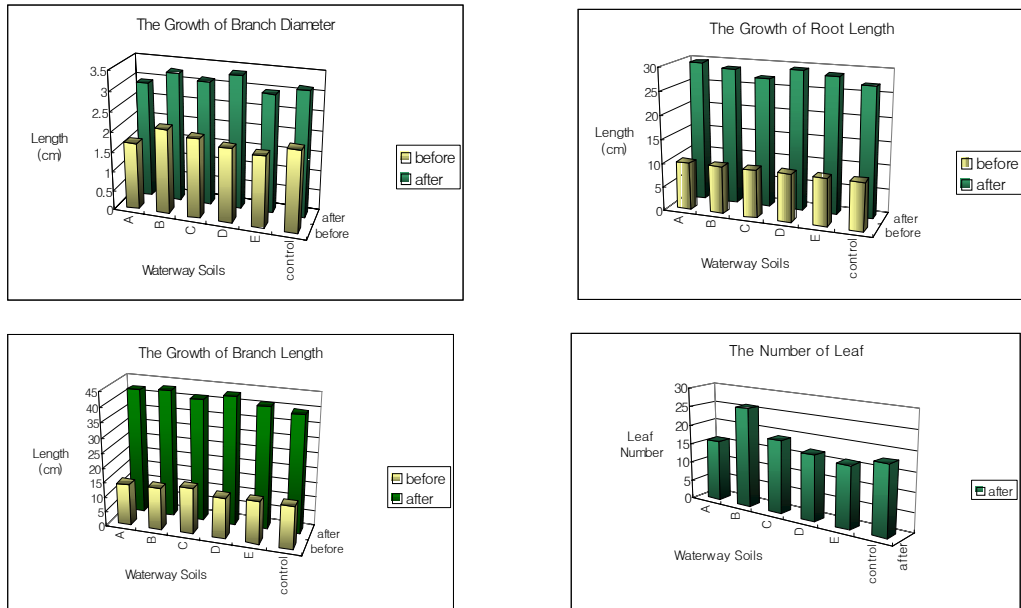 The Growth of Branch Diameter
3.5
3
2.5
2
1.5
1
0.5
0
Length
(cm)
A
B
C
D
E
control
after
before
Waterway Soils
before
after
The Growth of Root Length
30
25
20
15
10
5
0
Length
(cm)
A
B
C
D
E
control
after
before
Waterway Soils
before
after
The Growth of Branch Length
45
40
35
30
25
20
15
10
5
0
Length
(cm)
A
B
C
D
E
control
after
before
Waterway Soils
before
after
The Number of Leaf
30
25
20
15
10
5
0
Leaf
Number
A
B
C
D
E
control
after
Waterway Soils
after